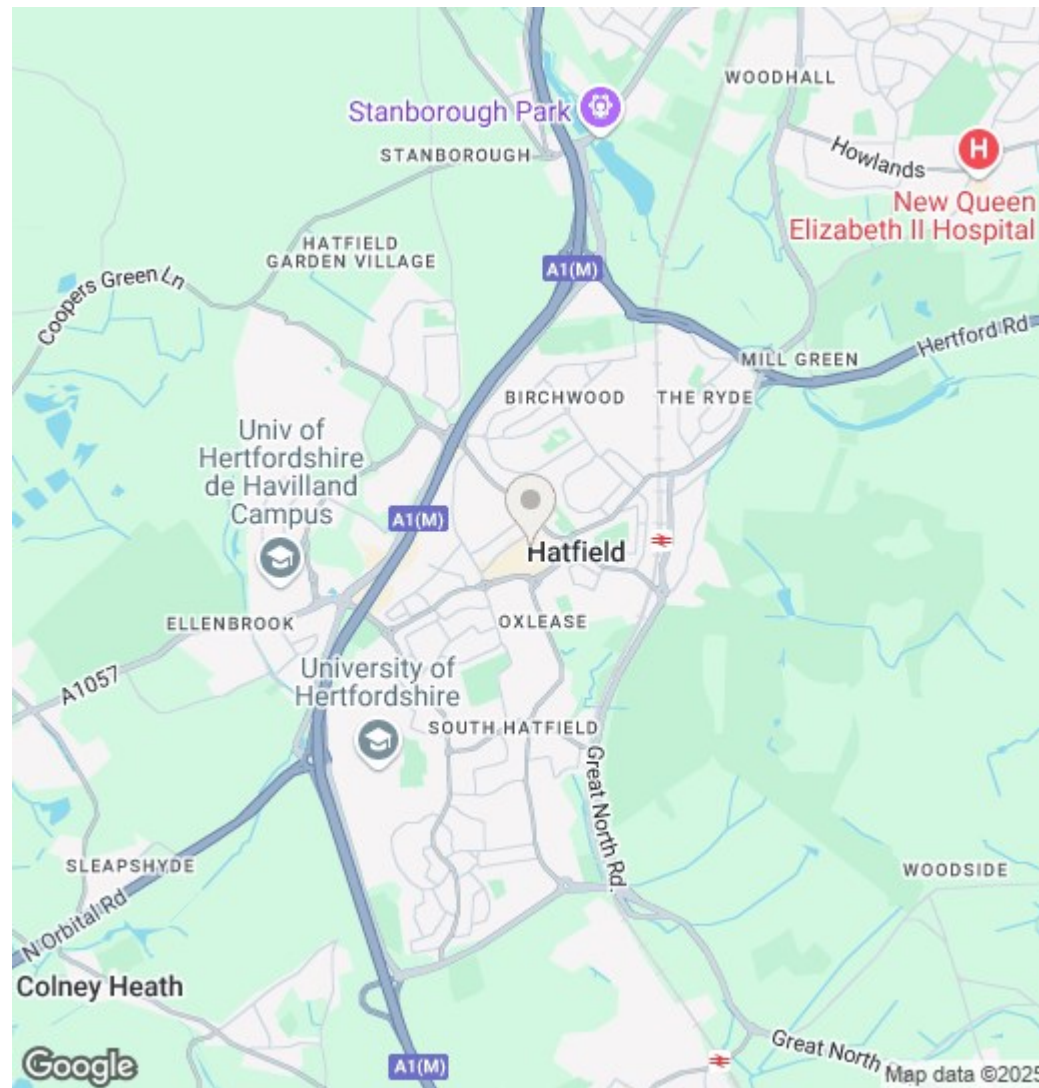 WOODHALL
Stanborough Park
STANBOROUGH
Howlands
H
New Queen
Elizabeth II Hospital
HATFIELD
GARDEN VILLAGE
A1(M)
Coopers Green Ln
Hertford Rd
MILL GREEN
BIRCHWOOD
THE RYDE
Univ of
Hertfordshire
de Havilland
Campus
A1(M)
Hatfield
ELLENBROOK
OXLEASE
A1057
University of
Hertfordshire
SOUTH HATFIELD
Great North Rd
SLEAPSHYDE
WOODSIDE
N Orbital Rd
Colney Heath
Great North
A1(M)
Google
Map data ©2025